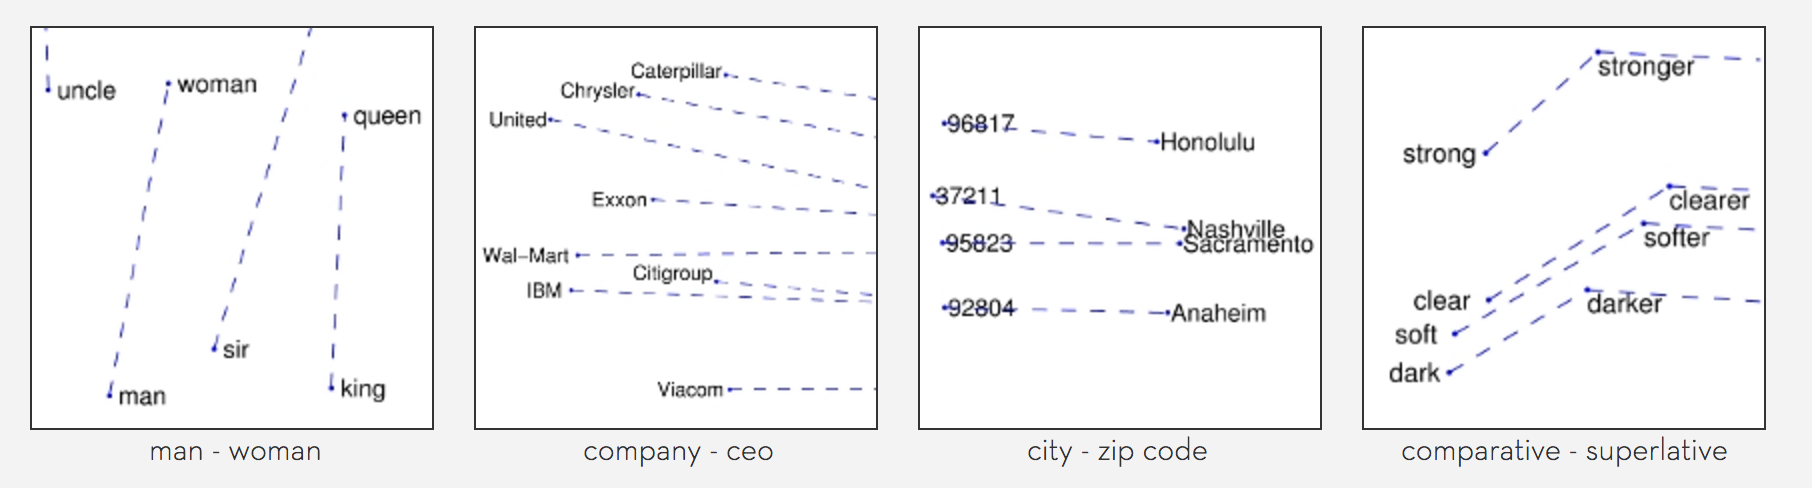 uncle
woman
queen
sir
man
king
man - woman
Caterpillar
Chrysler
United
Exxon
Wal-Mart
Citigroup
IBM
Viacom
company - ceo
96817
Honolulu
37211
Nashville
95823
Sacramento
92804
Anaheim
city - zip code
stronger
strong
clearer
softer
clear
darker
soft
dark
comparative - superlative